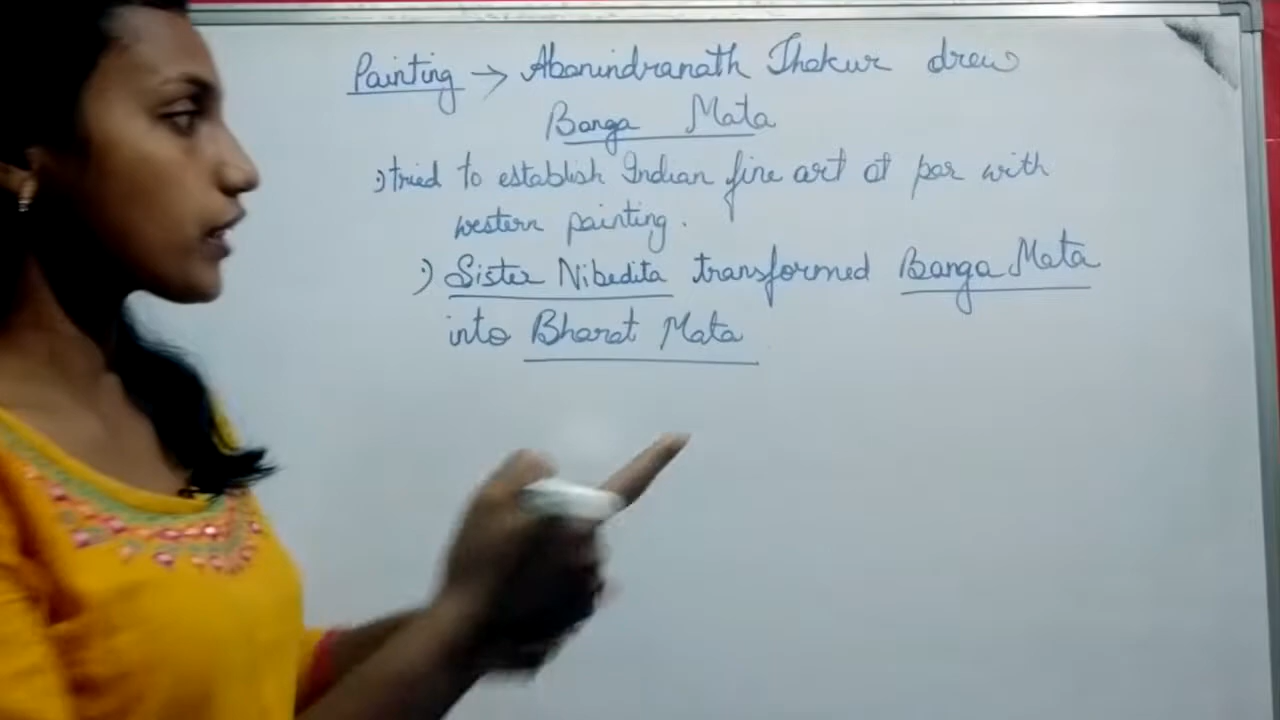 Painting → Abanindranath Thakur drew
Banga Mata
·) tried to establish Indian fine art at par with
western painting.
·) Sister Nibedita transformed Banga Mata
into Bharat Mata